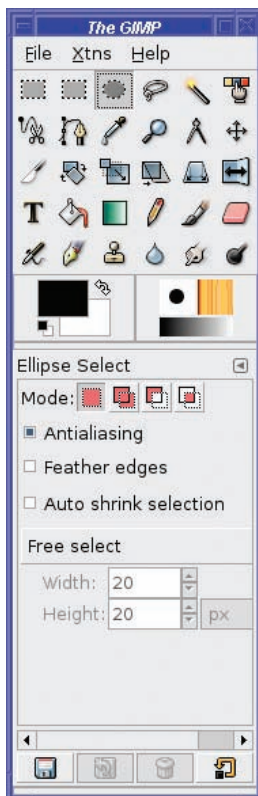 The GIMP
File Xtns Help
T
Ellipse Select
Mode:
Antialiasing
Feather edges
Auto shrink selection
Free select
Width: 20
Height: 20 px